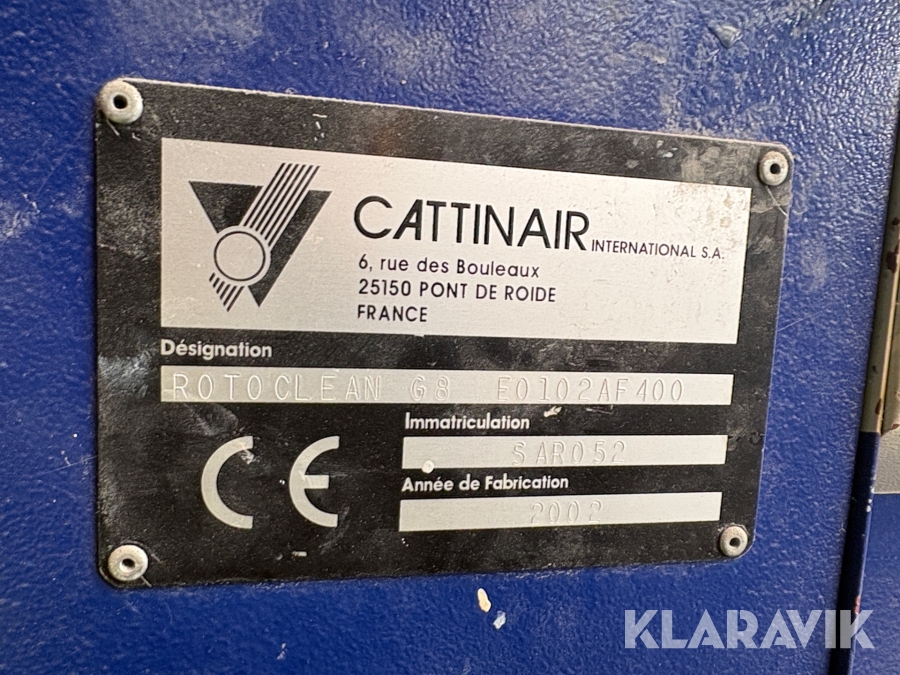 CATTINAIR INTERNATIONAL S.A.
6, rue des Bouleaux
25150 PONT DE ROIDE
FRANCE
Désignation
ROTOCLEAN 68 E0102AF400
Immatriculation
SAR052
Année de Fabrication
2002
CE
KLARAVIK